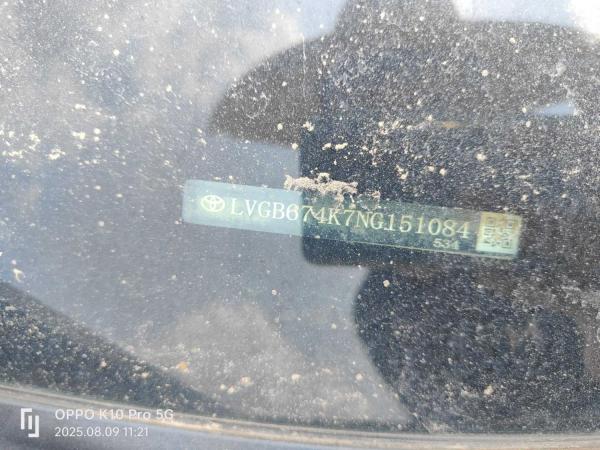 LVGB674K7NG151084
534
OPPO K10 Pro 5G
2025.08.09 11:21